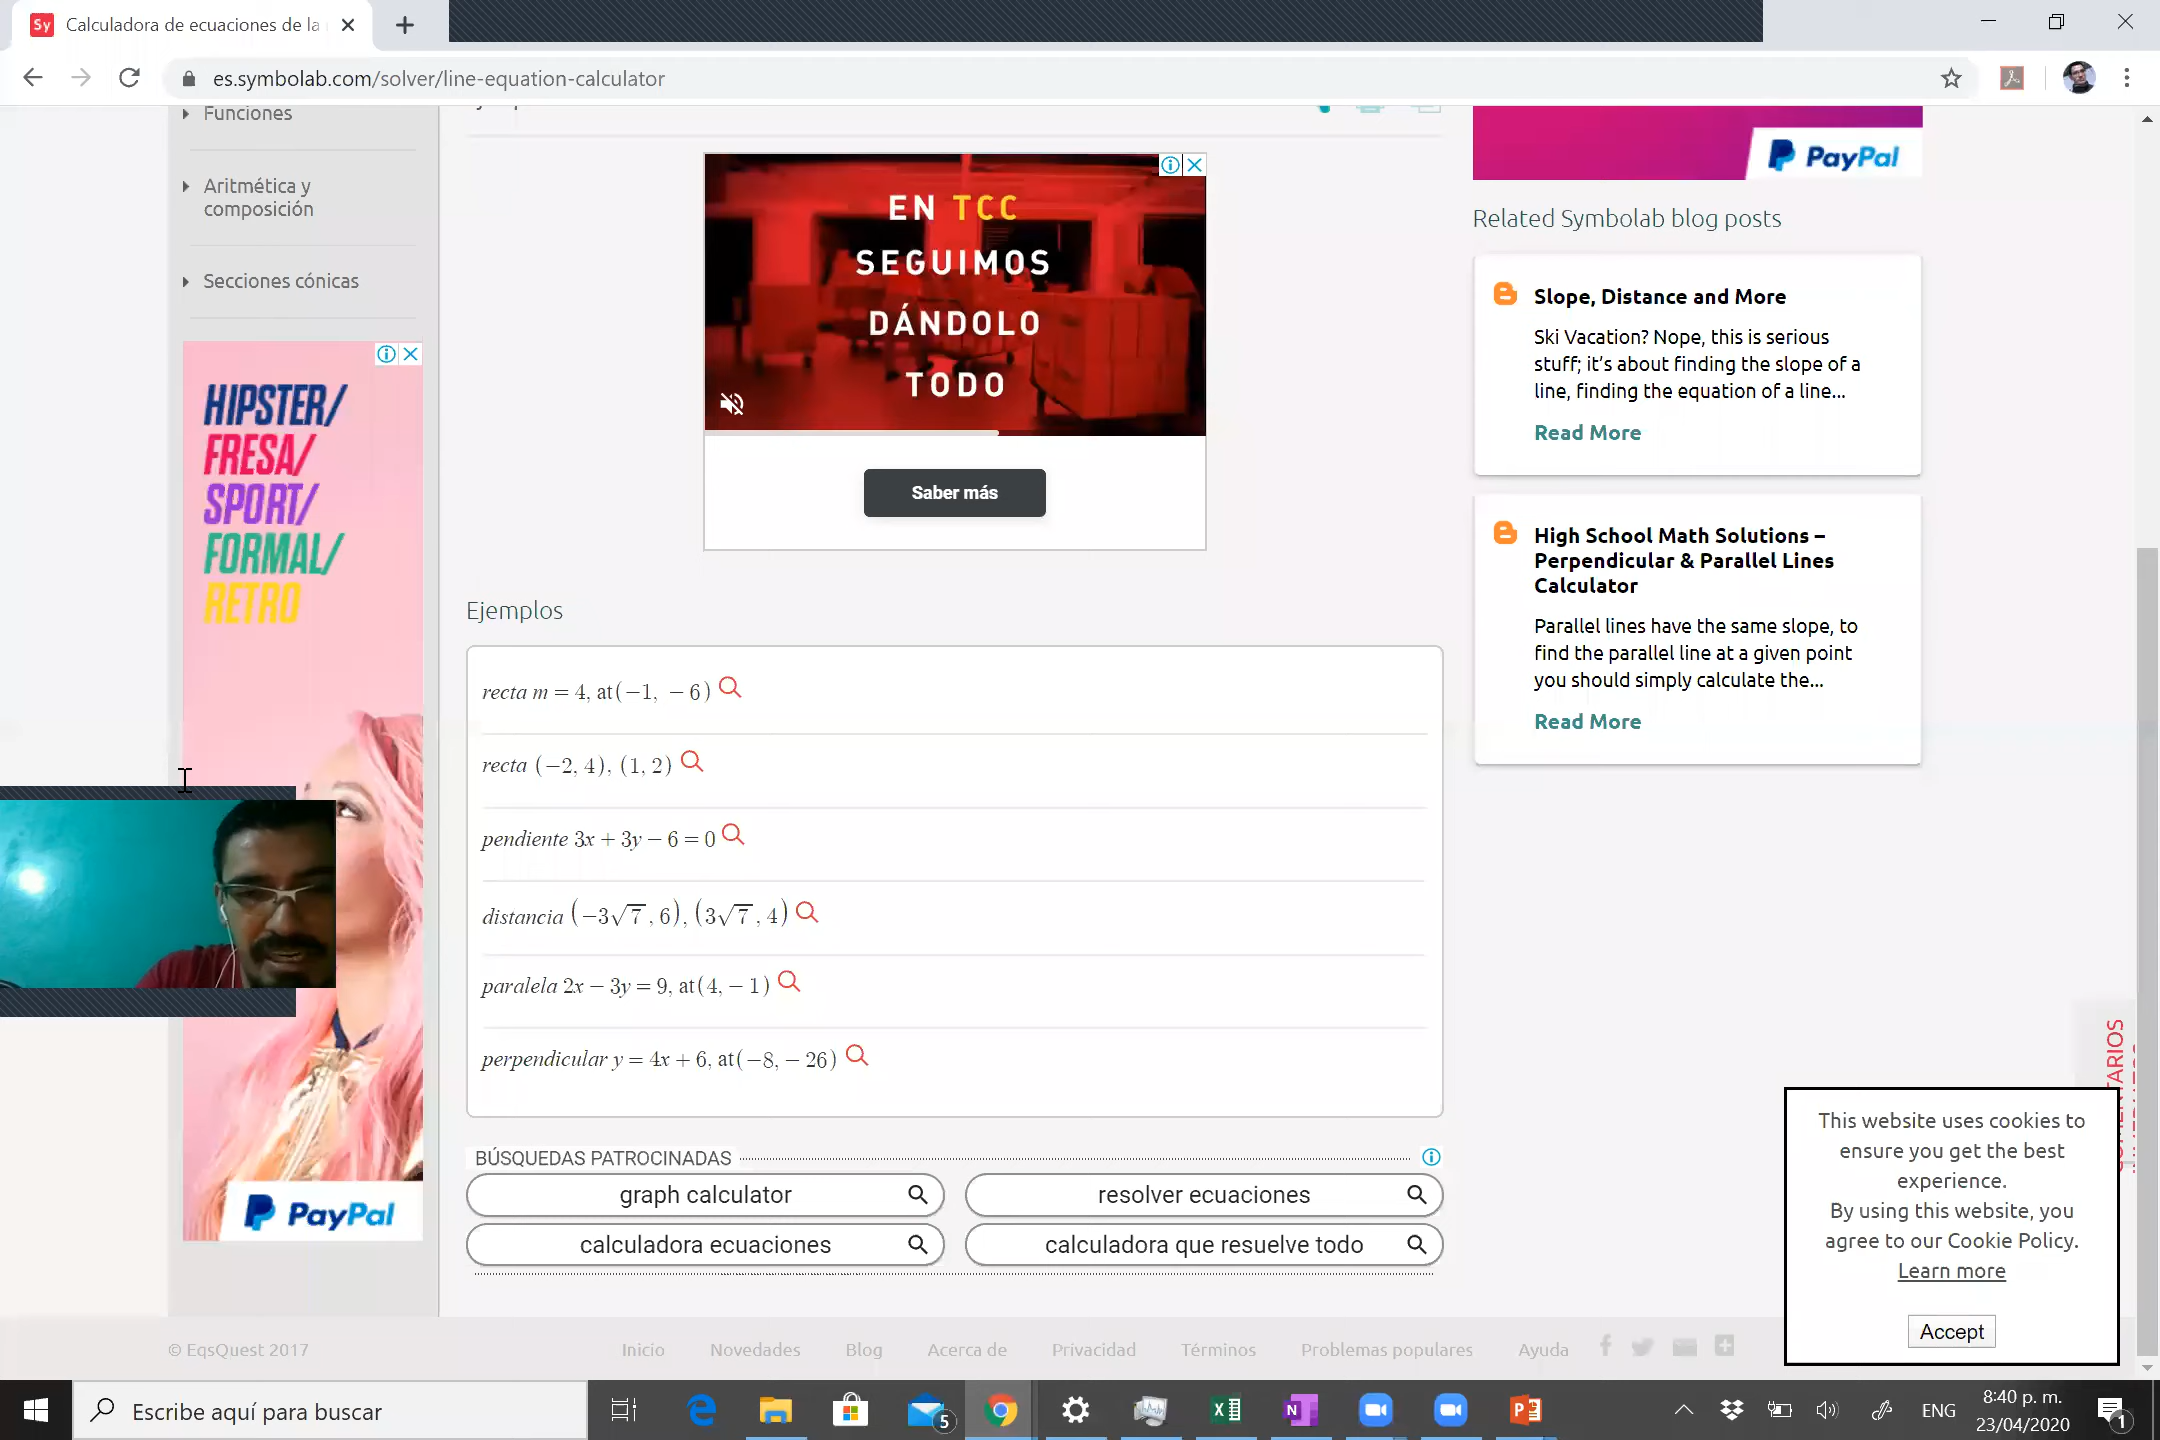 Sy Calculadora de ecuaciones de la
es.symbolab.com/solver/line-equation-calculator
Funciones
Aritmética y
composición
Secciones cónicas
HIPSTER/
FRESA/
SPORT/
FORMAL/
RETRO
PayPal
EN TCC
SEGUIMOS
DÁNDOLO
TODO
Saber más
Ejemplos
recta m = 4, at(−1, −6)
recta (−2, 4), (1, 2)
pendiente 3x + 3y − 6 = 0
distancia (−3√7, 6), (3√7, 4)
paralela 2x − 3y = 9, at(4, −1)
perpendicular y = 4x + 6, at(−8, −26)
BÚSQUEDAS PATROCINADAS
graph calculator
resolver ecuaciones
calculadora ecuaciones
calculadora que resuelve todo
PayPal
Related Symbolab blog posts
Slope, Distance and More
Ski Vacation? Nope, this is serious
stuff; it's about finding the slope of a
line, finding the equation of a line...
Read More
High School Math Solutions –
Perpendicular & Parallel Lines
Calculator
Parallel lines have the same slope, to
find the parallel line at a given point
you should simply calculate the...
Read More
This website uses cookies to
ensure you get the best
experience.
By using this website, you
agree to our Cookie Policy.
Learn more
Accept
© EqsQuest 2017
Inicio Novedades Blog Acerca de Privacidad Términos Problemas populares Ayuda
Escribe aquí para buscar
5
ENG
8:40 p. m.
23/04/2020
1